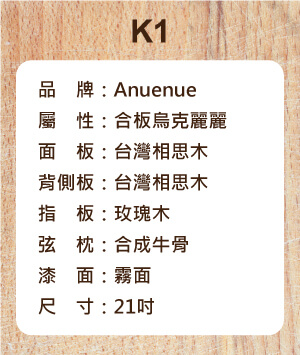 K1
品　牌：Anuenue
屬　性：合板烏克麗麗
面　板：台灣相思木
背側板：台灣相思木
指　板：玫瑰木
弦　枕：合成牛骨
漆　面：霧面
尺　寸：21吋